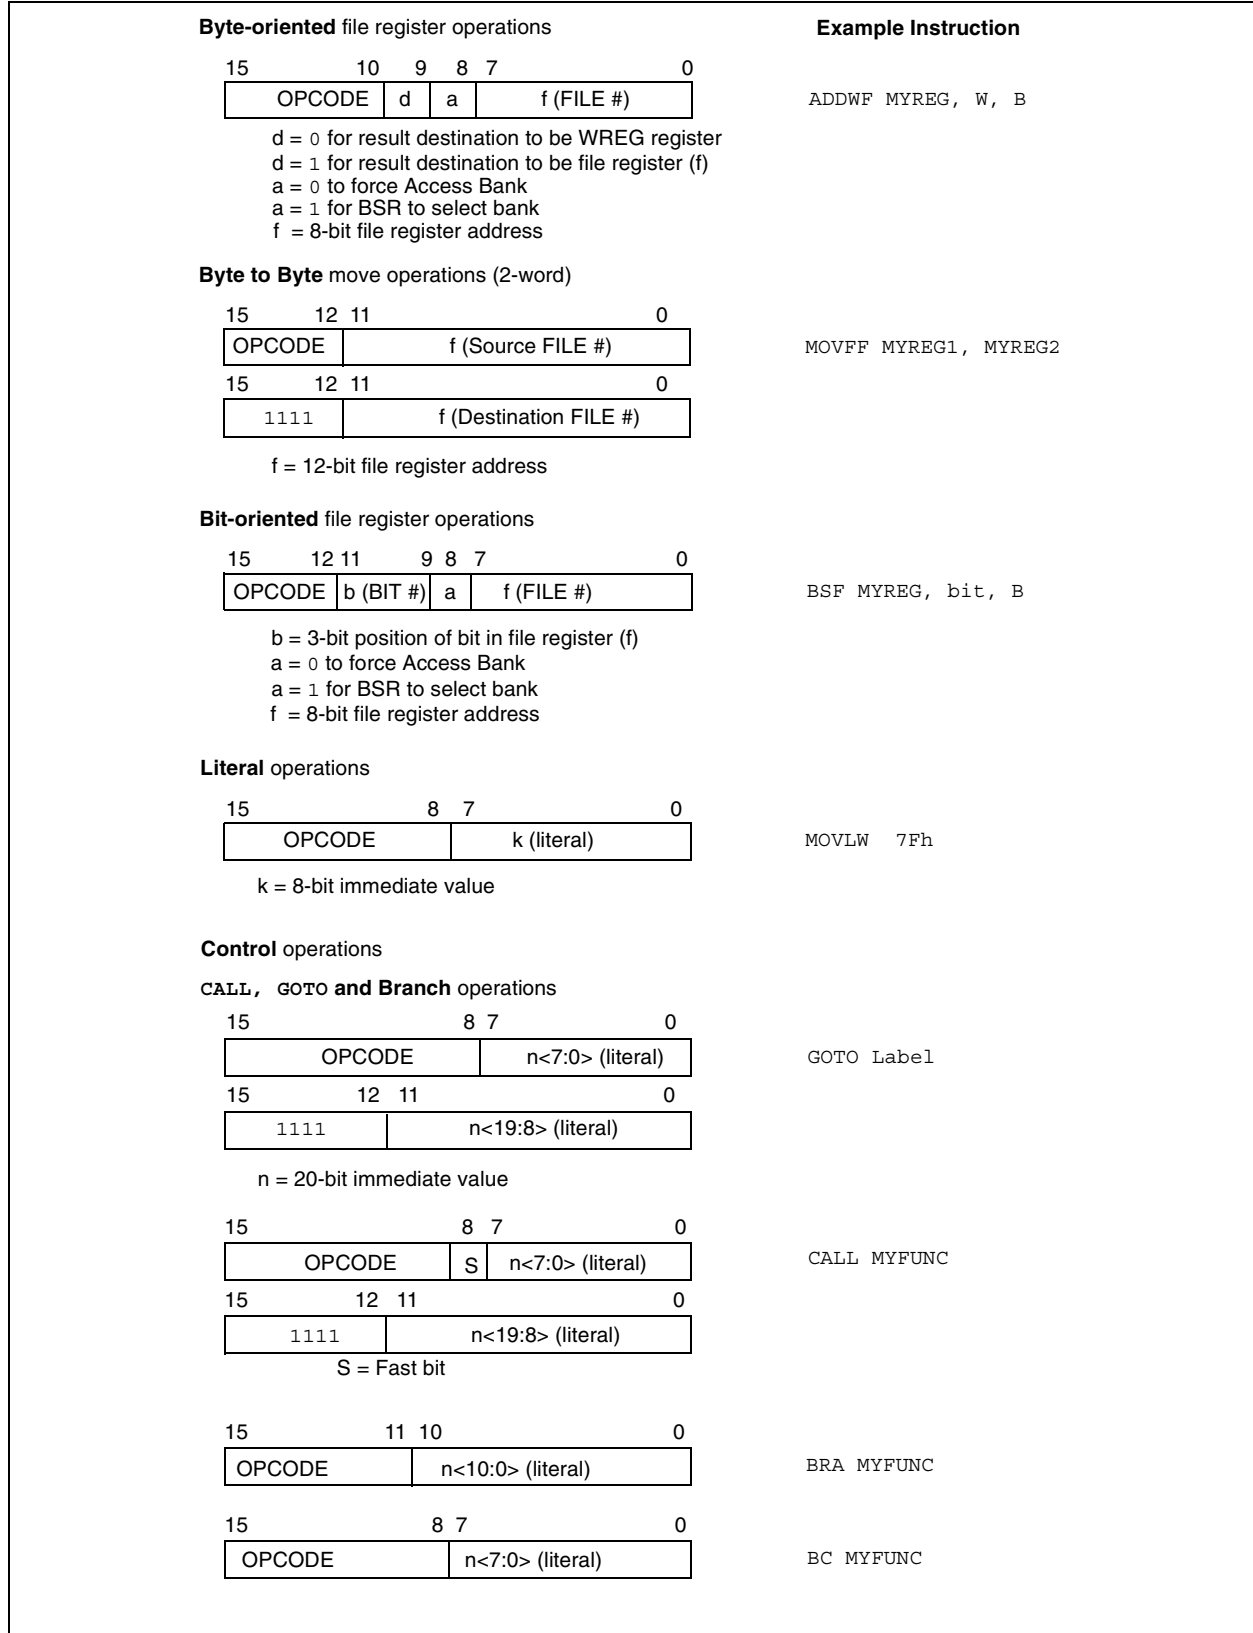 Byte-oriented file register operations Example Instruction
15 10 9 8 7 0
OPCODE d a f (FILE #) ADDWF MYREG, W, B
d = 0 for result destination to be WREG register
d = 1 for result destination to be file register (f)
a = 0 to force Access Bank
a = 1 for BSR to select bank
f = 8-bit file register address
Byte to Byte move operations (2-word)
15 12 11 0
OPCODE f (Source FILE #) MOVFF MYREG1, MYREG2
15 12 11 0
1111 f (Destination FILE #)
f = 12-bit file register address
Bit-oriented file register operations
15 12 11 9 8 7 0
OPCODE b (BIT #) a f (FILE #) BSF MYREG, bit, B
b = 3-bit position of bit in file register (f)
a = 0 to force Access Bank
a = 1 for BSR to select bank
f = 8-bit file register address
Literal operations
15 8 7 0
OPCODE k (literal) MOVLW 7Fh
k = 8-bit immediate value
Control operations
CALL, GOTO and Branch operations
15 8 7 0
OPCODE n<7:0> (literal) GOTO Label
15 12 11 0
1111 n<19:8> (literal)
n = 20-bit immediate value
15 8 7 0
OPCODE S n<7:0> (literal) CALL MYFUNC
15 12 11 0
1111 n<19:8> (literal)
S = Fast bit
15 11 10 0
OPCODE n<10:0> (literal) BRA MYFUNC
15 8 7 0
OPCODE n<7:0> (literal) BC MYFUNC